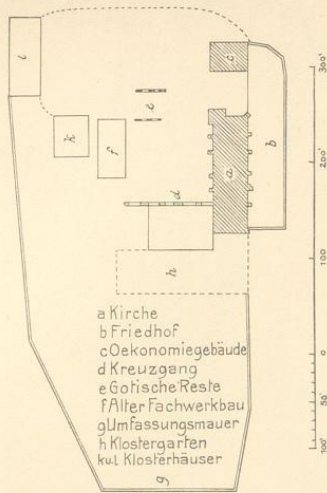 a Kirche
b Friedhof
c Oekonomiegebäude
d Kreuzgang
e Gotische Reste
f Alter Fachwerkbau
g Umfassungsmauer
h Klostergarten
k u. l Klosterhäuser
l
k
f
e
c
b
a
d
h
g
100'
50'
0
100
200'
300'